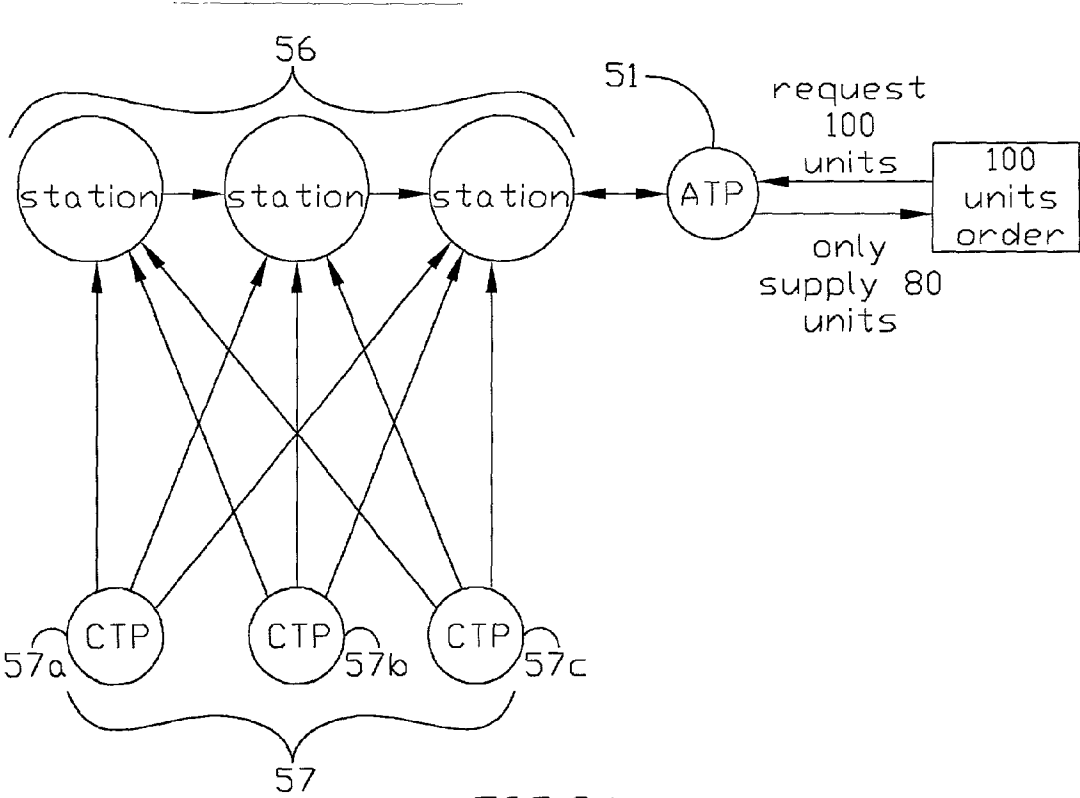 56
51
request
100
units
station
station
station
ATP
100
units
order
only
supply 80
units
CTP
CTP
CTP
57a
57b
57c
57